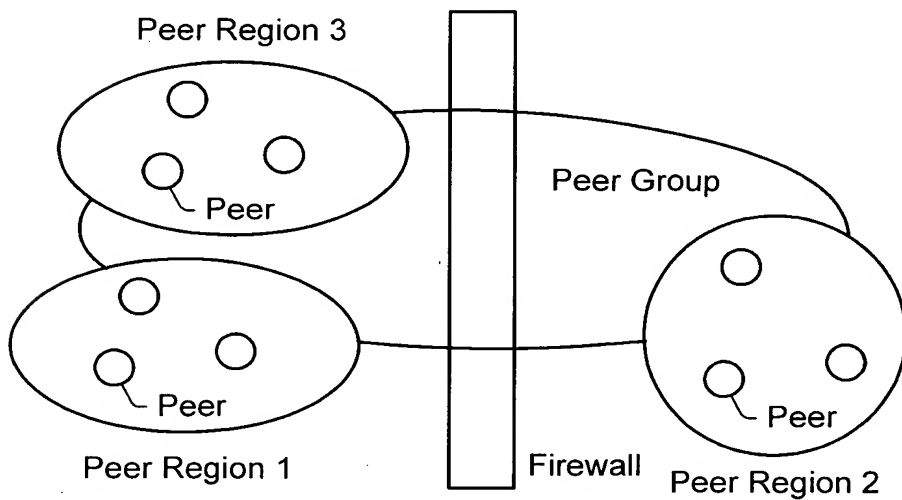 Peer Region 3
Peer Group
Peer
Peer
Peer
Peer Region 1
Firewall
Peer Region 2